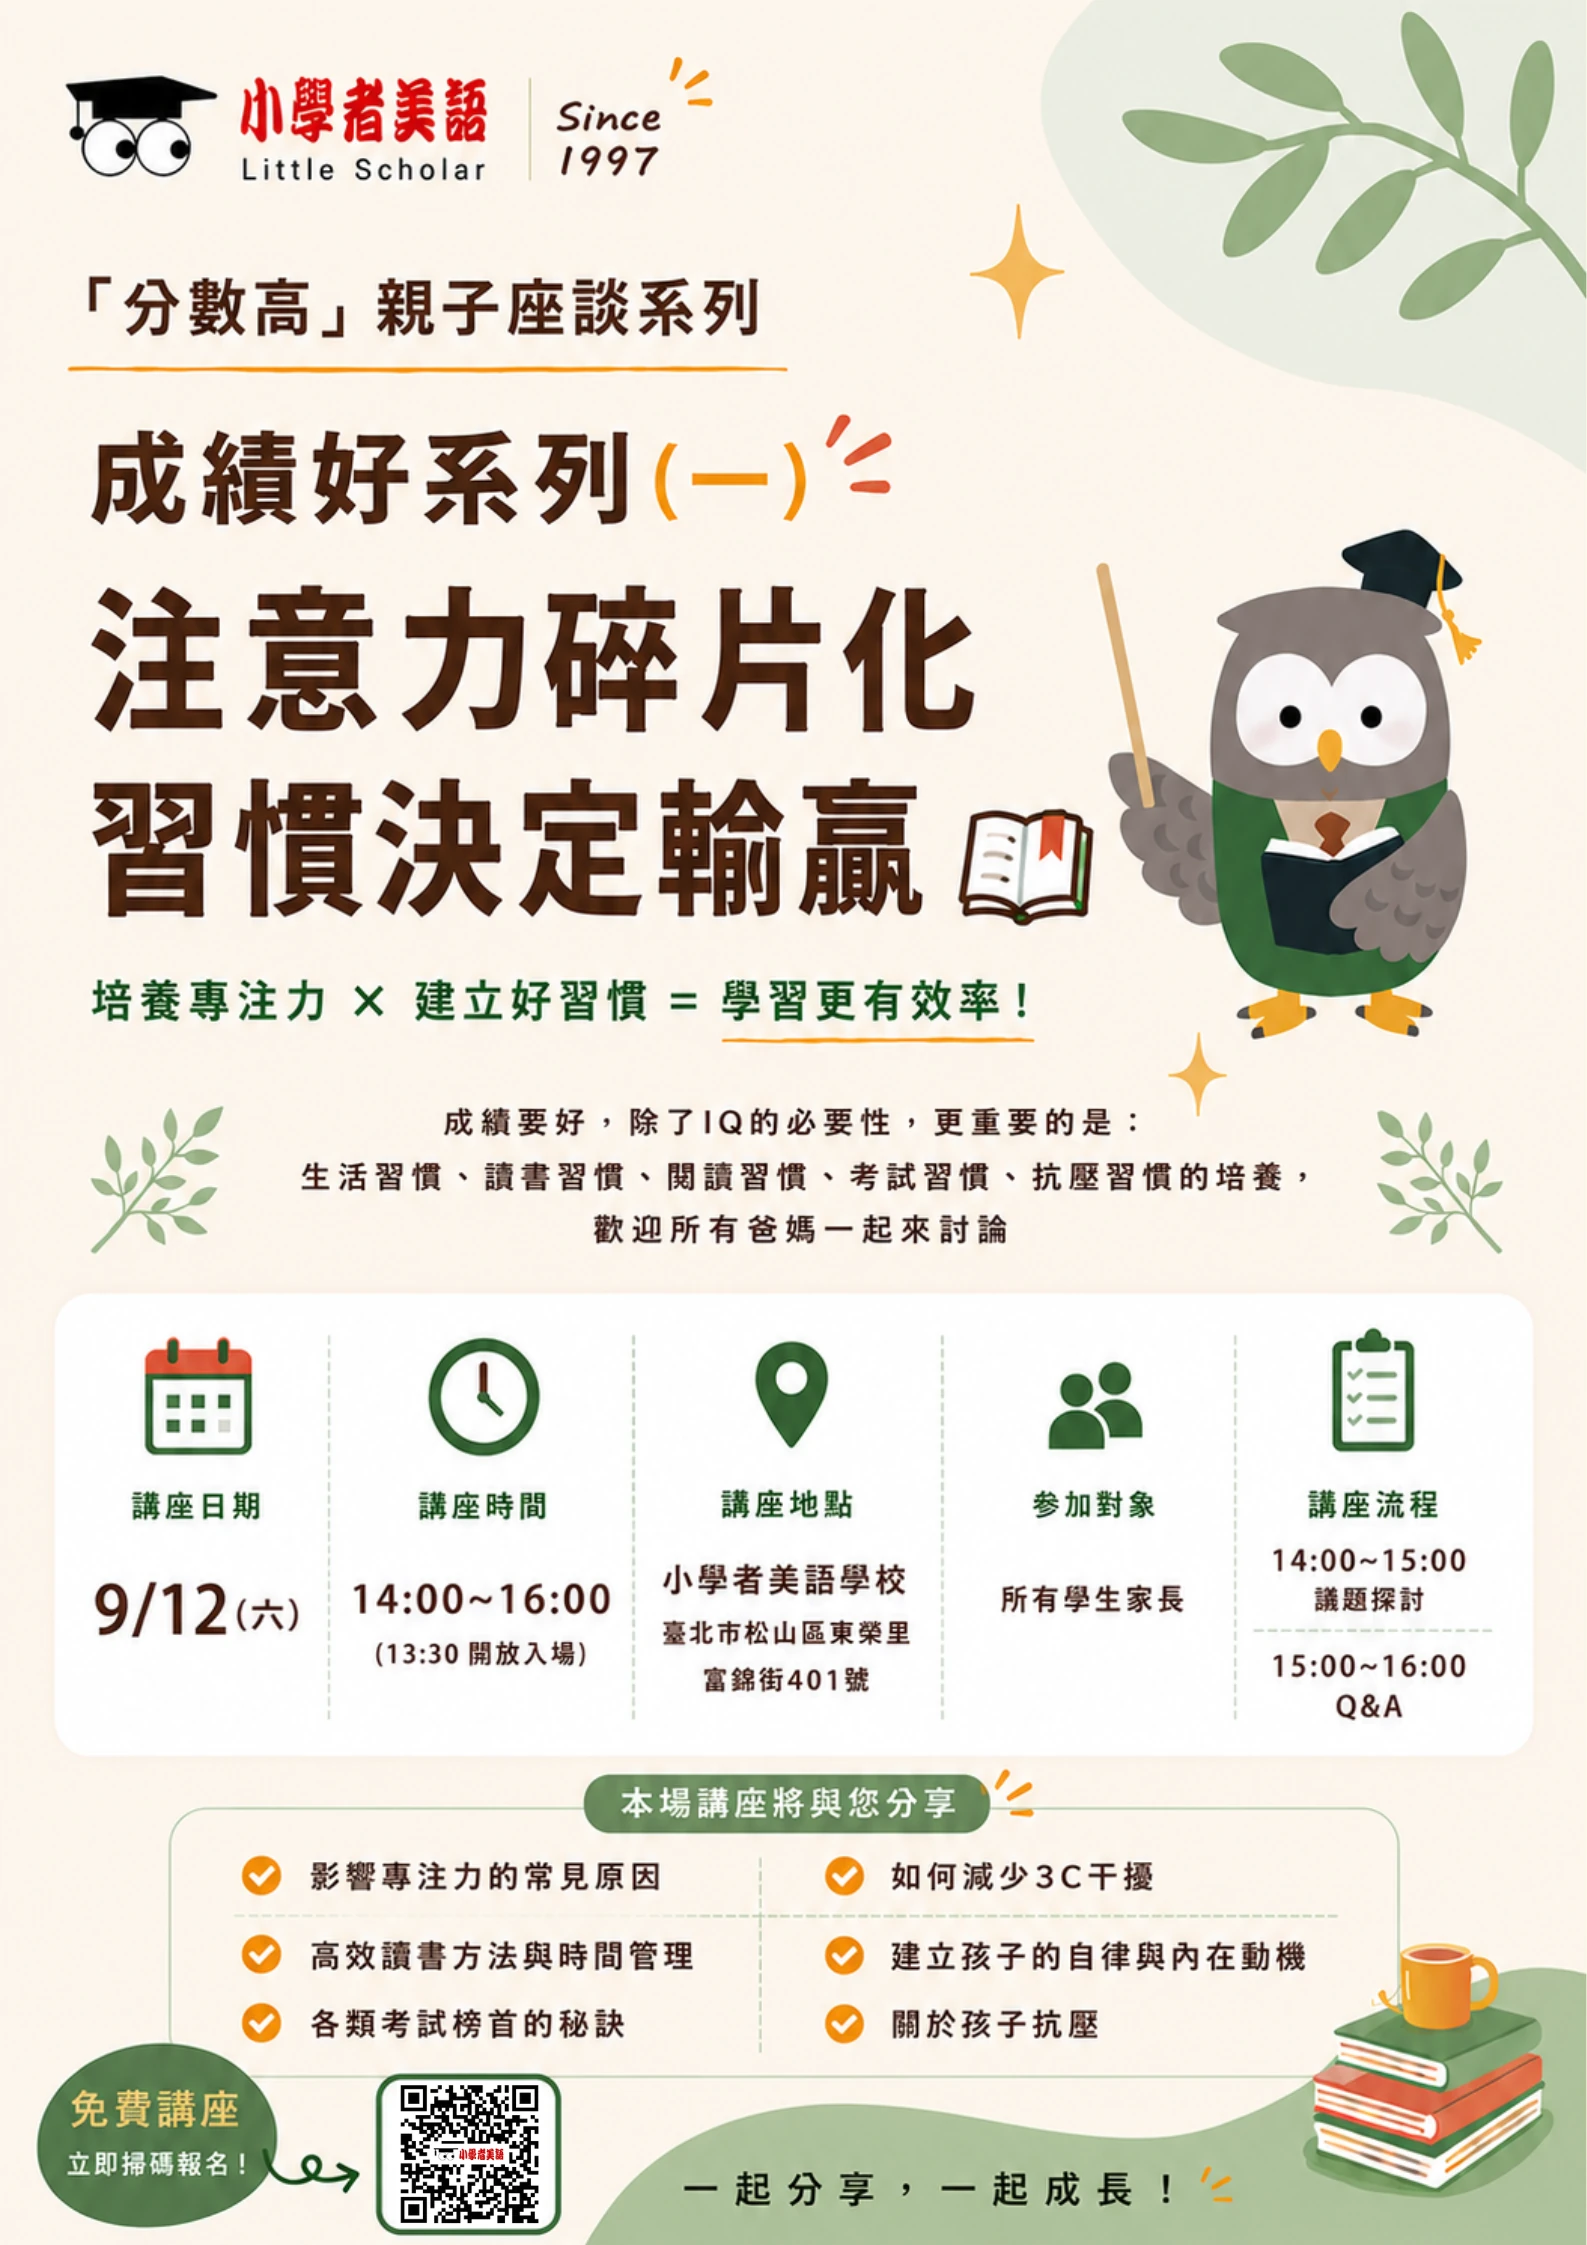 小學者美語
Little Scholar
Since
1997
「分數高」親子座談系列
成績好系列(一)
注意力碎片化
習慣決定輸贏
培養專注力 × 建立好習慣 = 學習更有效率！
成績要好，除了IQ的必要性，更重要的是：
生活習慣、讀書習慣、閱讀習慣、考試習慣、抗壓習慣的培養，
歡迎所有爸媽一起來討論
講座日期
9/12(六)
講座時間
14:00~16:00
(13:30 開放入場)
講座地點
小學者美語學校
臺北市松山區東榮里
富錦街401號
參加對象
所有學生家長
講座流程
14:00~15:00
議題探討
15:00~16:00
Q&A
本場講座將與您分享
影響專注力的常見原因
如何減少3C干擾
高效讀書方法與時間管理
建立孩子的自律與內在動機
各類考試榜首的秘訣
關於孩子抗壓
免費講座
立即掃碼報名！
小學者美語
一起分享，一起成長！